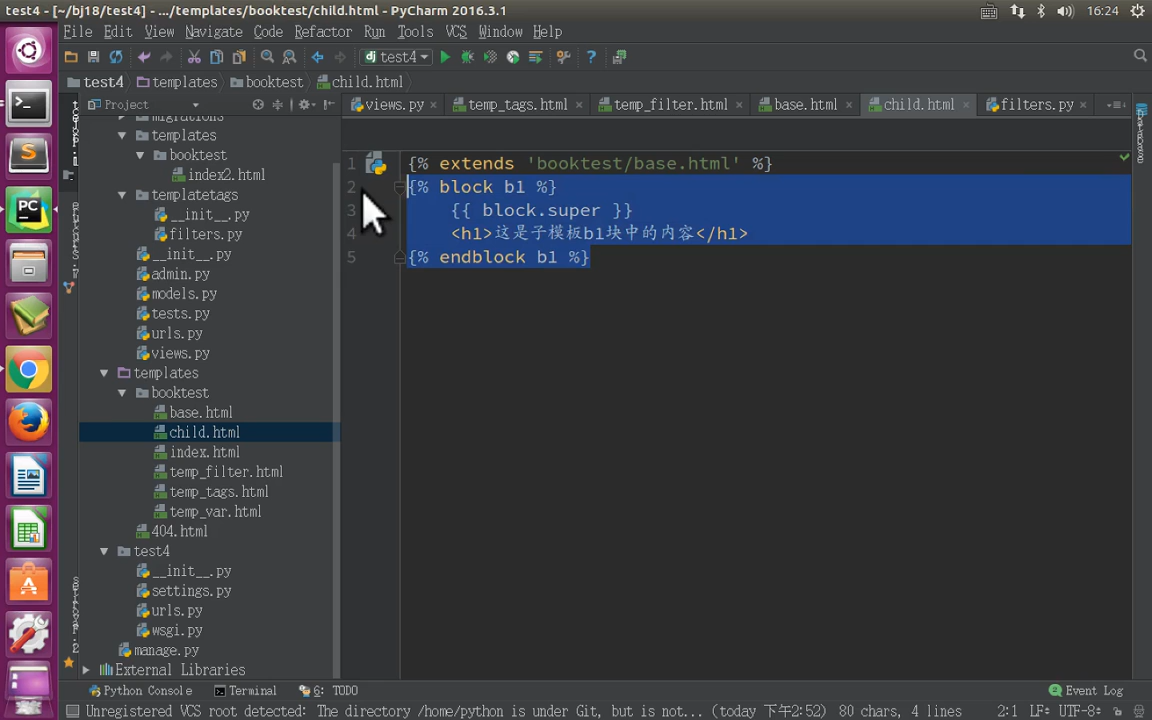 test4 - [~/bj18/test4] - .../templates/booktest/child.html - PyCharm 2016.3.1
16:24
File Edit View Navigate Code Refactor Run Tools VCS Window Help
test4
test4 templates booktest child.html
Project
views.py temp_tags.html temp_filter.html base.html child.html filters.py
migrations
templates
booktest
index2.html
templatetags
__init__.py
filters.py
__init__.py
admin.py
models.py
tests.py
urls.py
views.py
templates
booktest
base.html
child.html
index.html
temp_filter.html
temp_tags.html
temp_var.html
404.html
test4
__init__.py
settings.py
urls.py
wsgi.py
manage.py
External Libraries
1 {% extends 'booktest/base.html' %}
2 {% block b1 %}
3 {{ block.super }}
4 <h1>这是子模板b1块中的内容</h1>
5 {% endblock b1 %}
Python Console Terminal 6: TODO Event Log
Unregistered VCS root detected: The directory /home/python is under Git, but is not... (today 下午2:52) 80 chars, 4 lines 2:1 LF÷ UTF-8÷